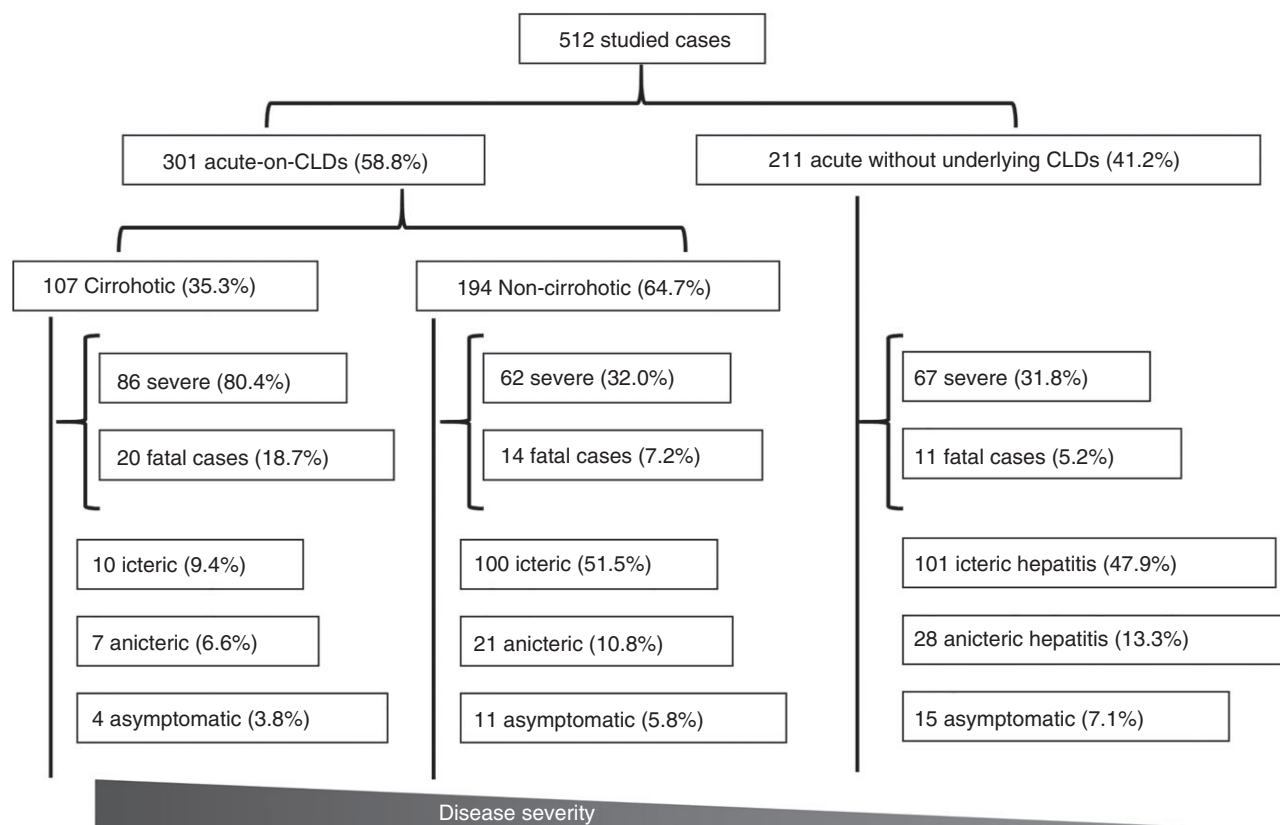 512 studied cases
301 acute-on-CLDs (58.8%)
211 acute without underlying CLDs (41.2%)
107 Cirrohotic (35.3%)
194 Non-cirrohotic (64.7%)
86 severe (80.4%)
20 fatal cases (18.7%)
10 icteric (9.4%)
7 anicteric (6.6%)
4 asymptomatic (3.8%)
62 severe (32.0%)
14 fatal cases (7.2%)
100 icteric (51.5%)
21 anicteric (10.8%)
11 asymptomatic (5.8%)
67 severe (31.8%)
11 fatal cases (5.2%)
101 icteric hepatitis (47.9%)
28 anicteric hepatitis (13.3%)
15 asymptomatic (7.1%)
Disease severity